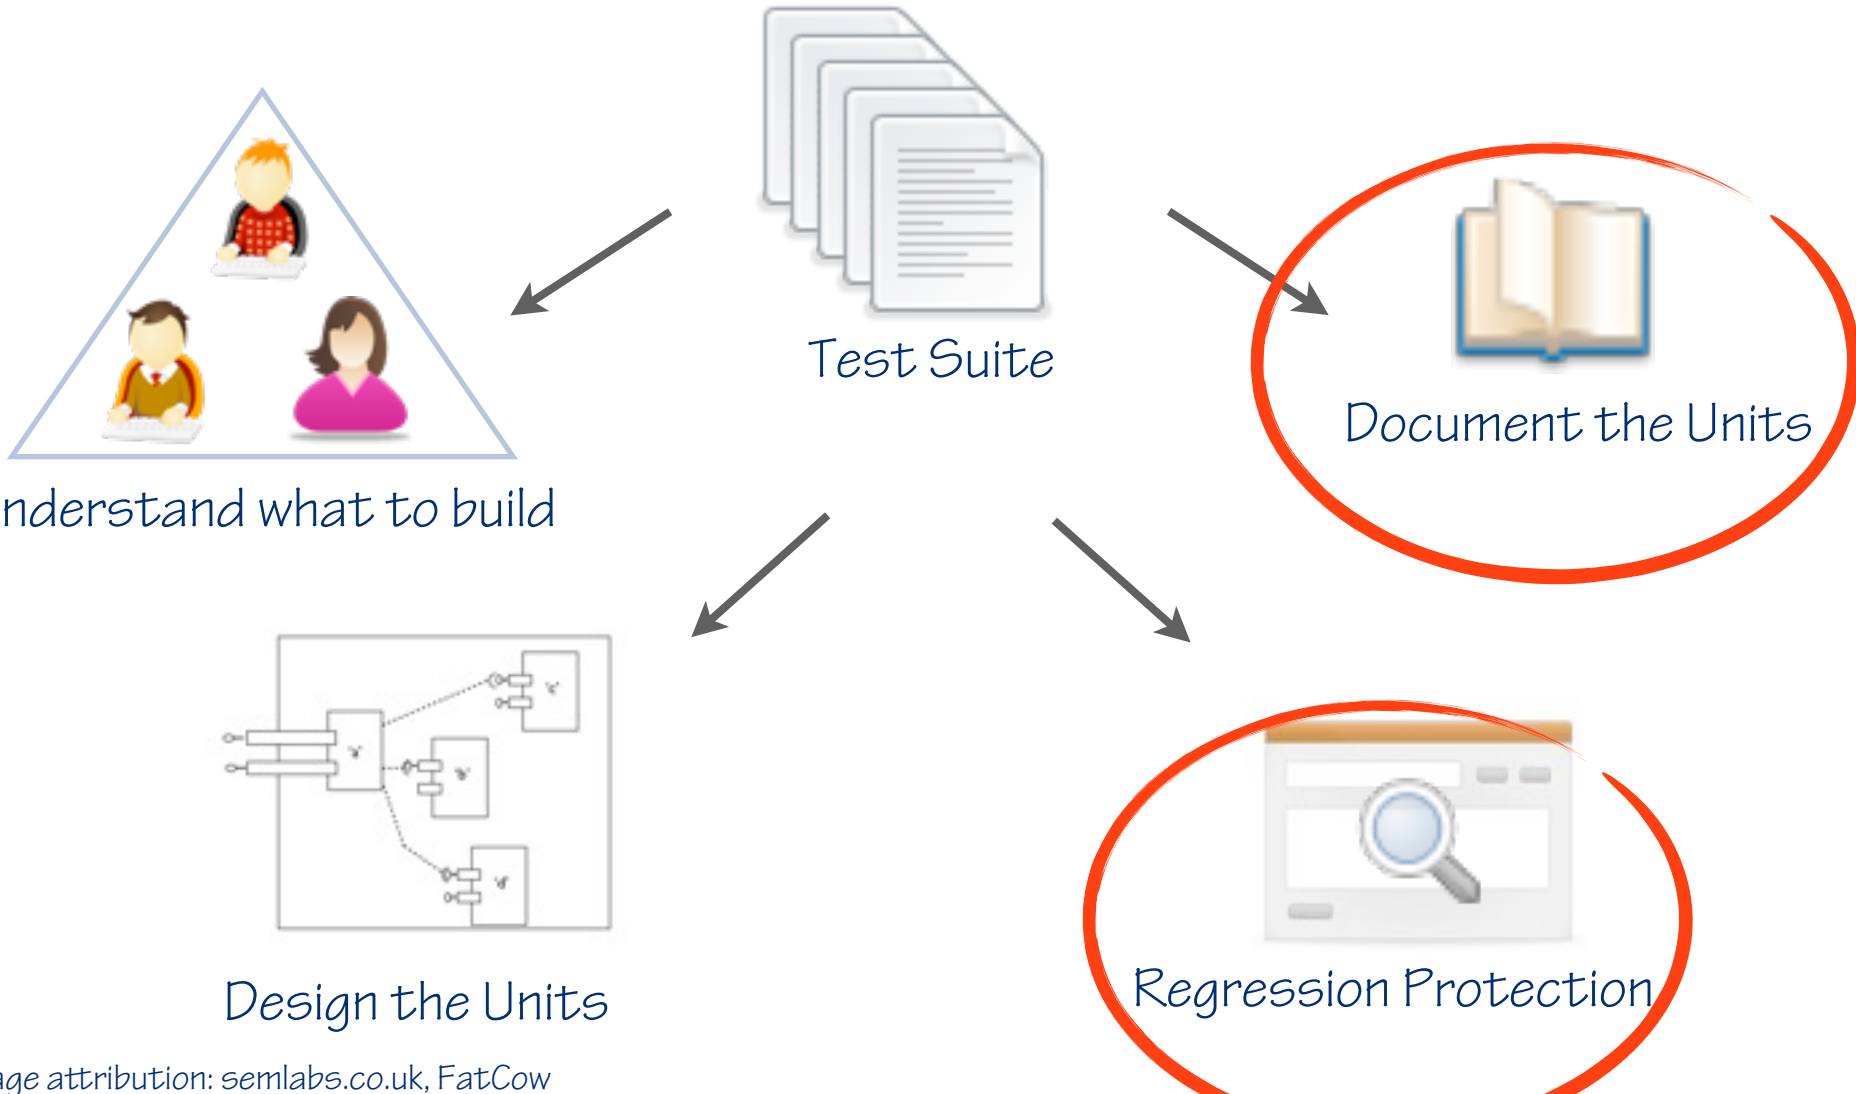 Test Suite
Document the Units
nderstand what to build
Design the Units
Regression Protection
age attribution: semlabs.co.uk, FatCow